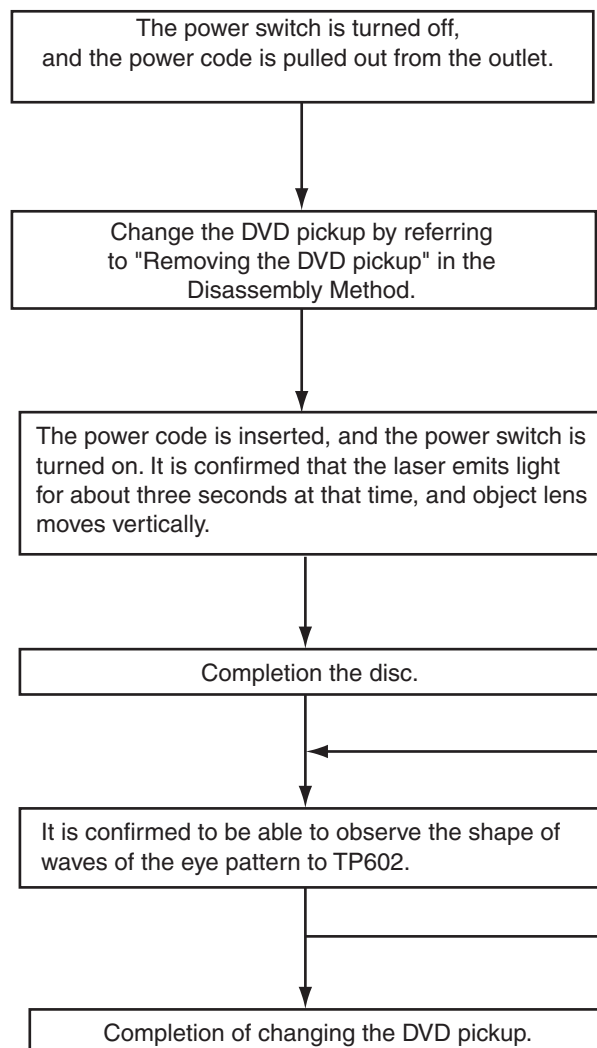 The power switch is turned off,
and the power code is pulled out from the outlet.
Change the DVD pickup by referring
to "Removing the DVD pickup" in the
Disassembly Method.
The power code is inserted, and the power switch is
turned on. It is confirmed that the laser emits light
for about three seconds at that time, and object lens
moves vertically.
Completion the disc.
It is confirmed to be able to observe the shape of
waves of the eye pattern to TP602.
Completion of changing the DVD pickup.